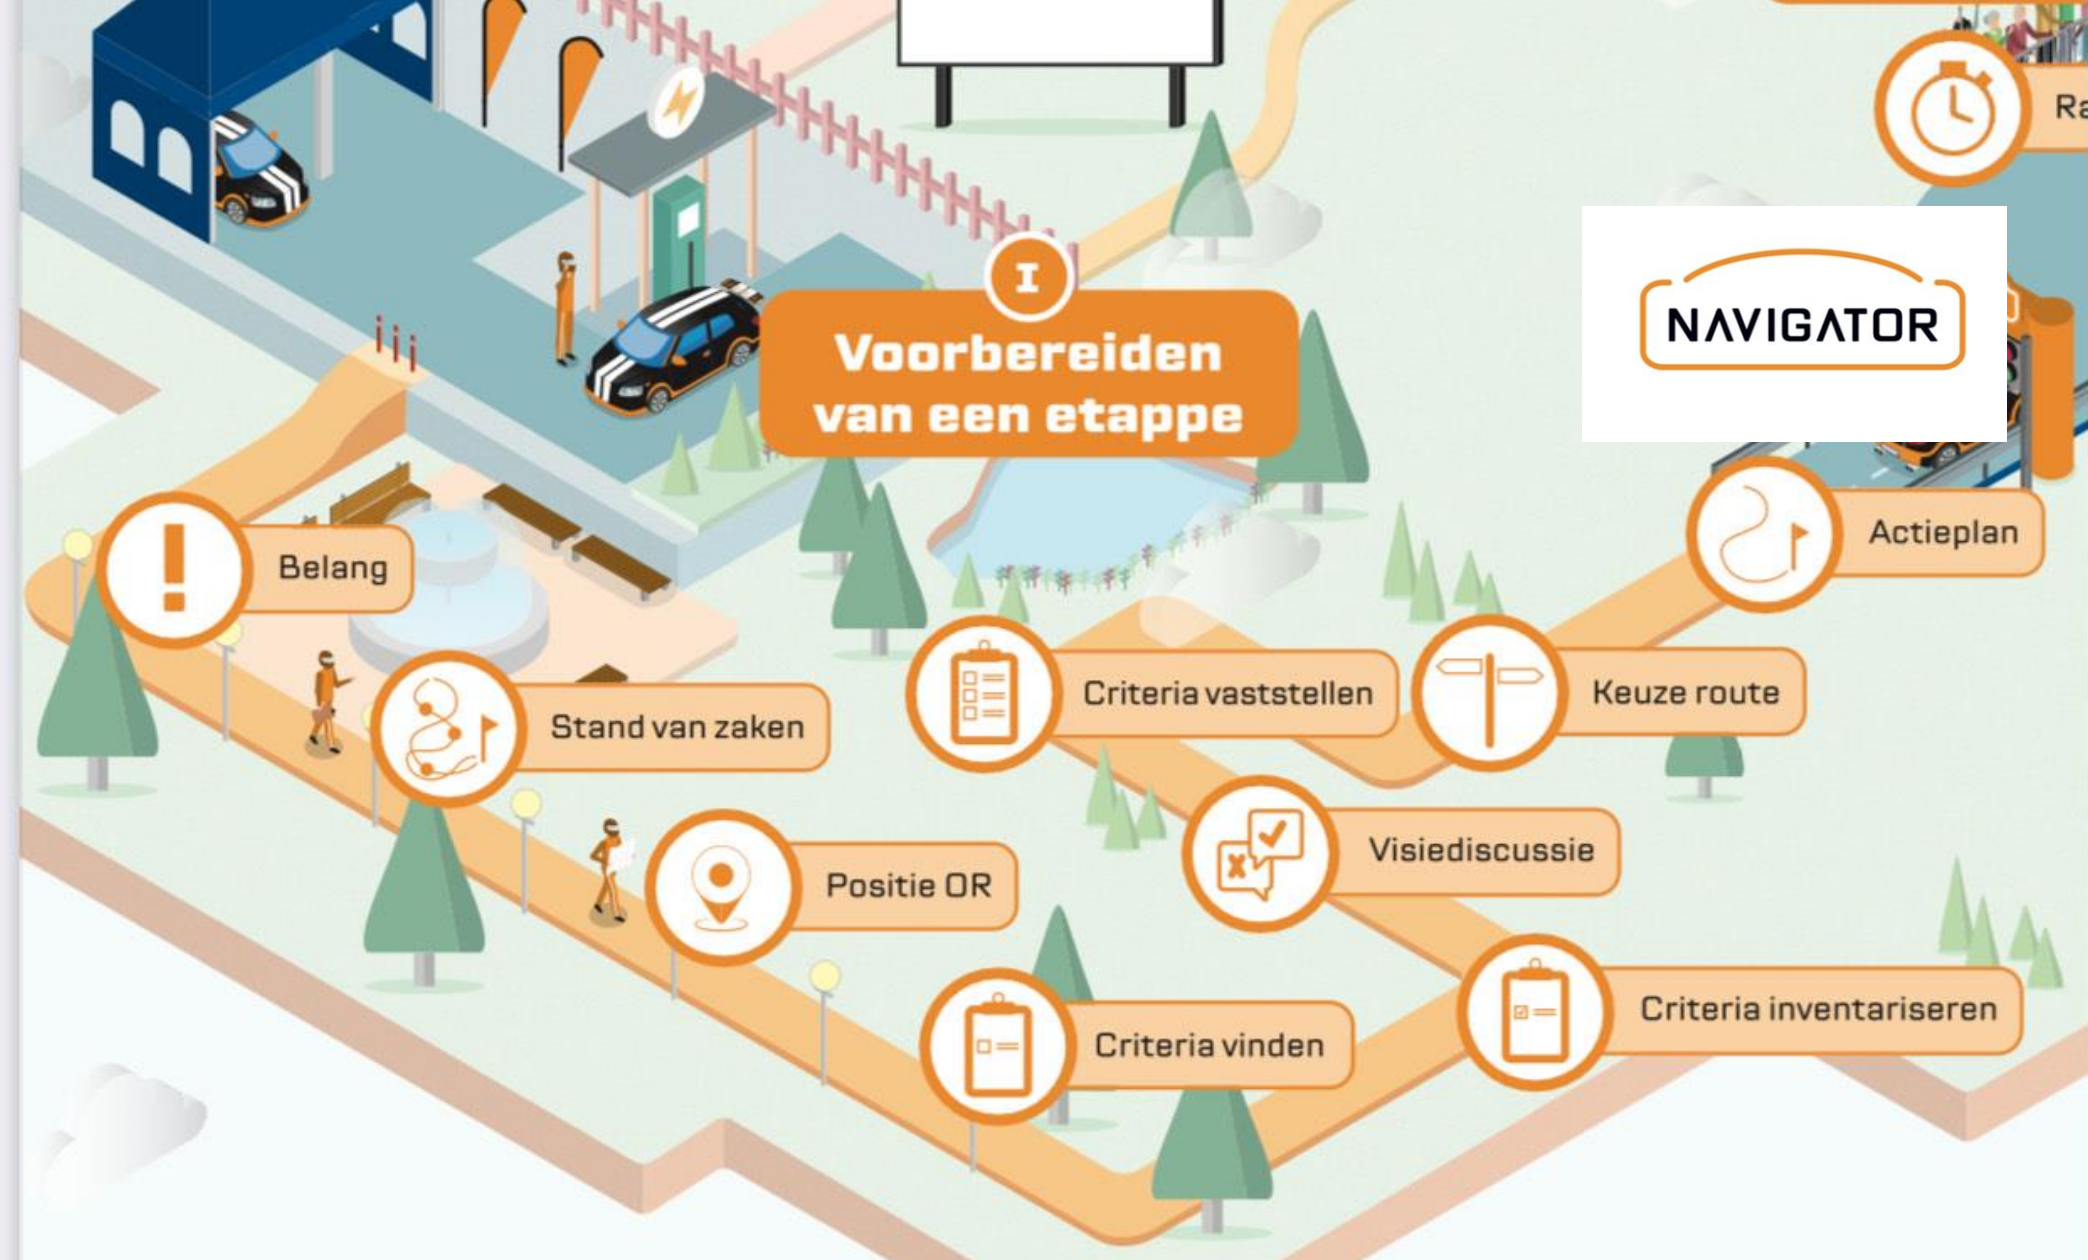 I
Voorbereiden
van een etappe
Ra
NAVIGATOR
Actieplan
Belang
Criteria vaststellen
Keuze route
Stand van zaken
Visiediscussie
Positie OR
Criteria inventariseren
Criteria vinden